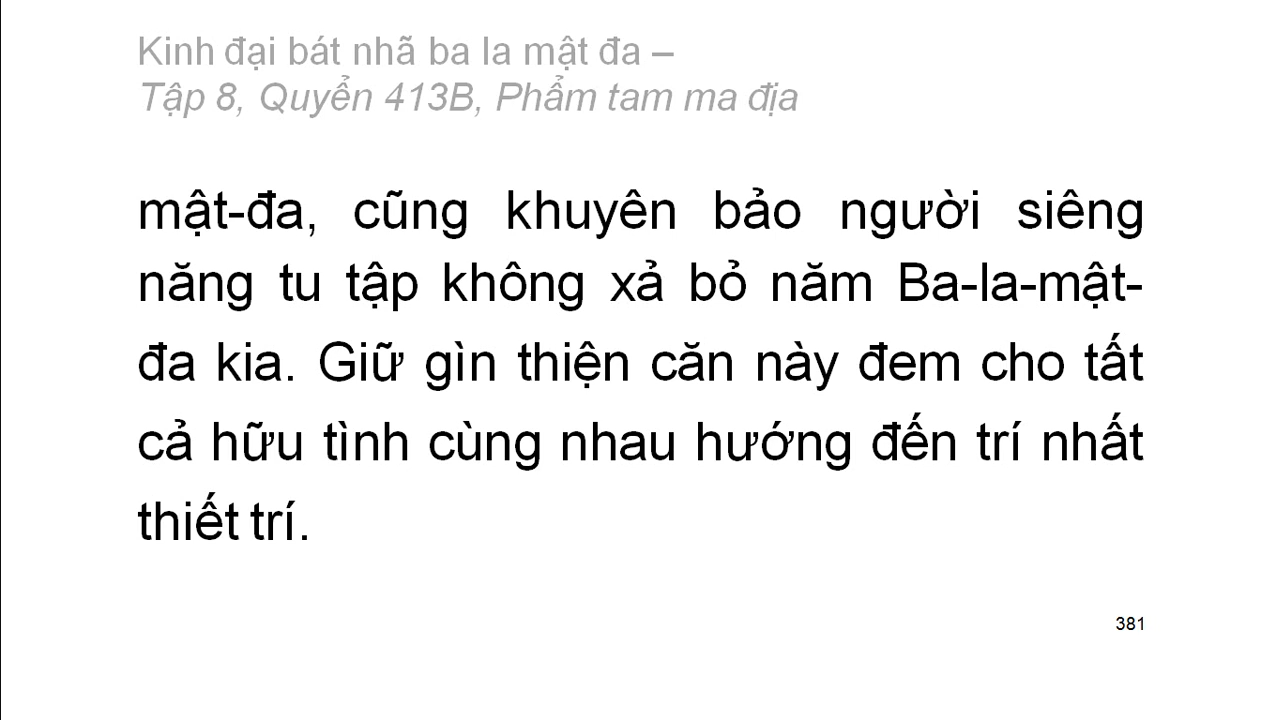 Kinh đại bát nhã ba la mật đa –
Tập 8, Quyển 413B, Phẩm tam ma địa
mật-đa, cũng khuyên bảo người siêng
năng tu tập không xả bỏ năm Ba-la-mật-
đa kia. Giữ gìn thiện căn này đem cho tất
cả hữu tình cùng nhau hướng đến trí nhất
thiết trí.
381